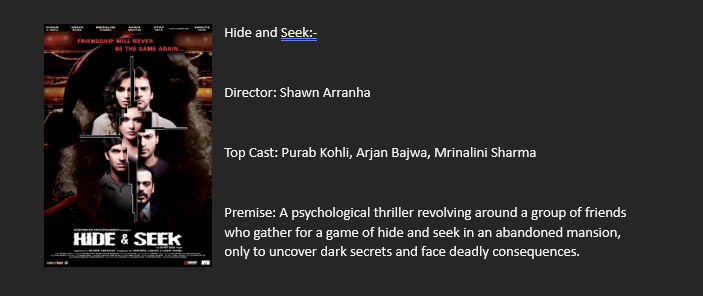 Hide and Seek:-
Director: Shawn Arranha
Top Cast: Purab Kohli, Arjan Bajwa, Mrinalini Sharma
Premise: A psychological thriller revolving around a group of friends
who gather for a game of hide and seek in an abandoned mansion,
only to uncover dark secrets and face deadly consequences.
FRIENDSHIP WILL NEVER
BE THE SAME AGAIN...
HIDE & SEEK